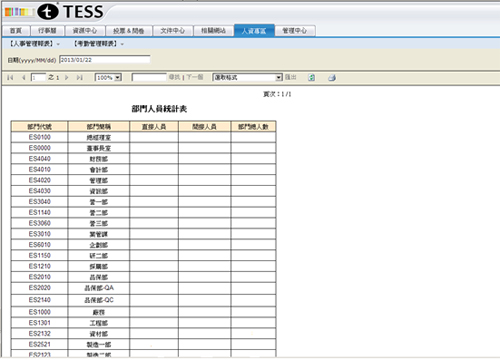 t TESS
首頁 行事曆 資源中心 投票&問卷 文件中心 相關網站 人資專區 管理中心
【人事管理報表】 【考勤管理報表】
日期(yyyy/MM/dd) 2013/01/22
1 之 1 100% 尋找 | 下一個 選取格式 匯出
頁次：1/1
部門人員統計表
部門代號 部門簡稱 直接人員 間接人員 部門總人數
ES0100 總經理室
ES0000 董事長室
ES4040 財務部
ES4010 會計部
ES4020 管理部
ES4030 資訊部
ES3040 營一部
ES1140 營二部
ES3060 營三部
ES3010 業管課
ES6010 企劃部
ES1150 研二部
ES1210 採購部
ES2010 品保部
ES2020 品保部-QA
ES2140 品保部-QC
ES1000 廠務
ES1301 工程部
ES2132 資材部
ES2521 製造一部
ES2123 製造二部